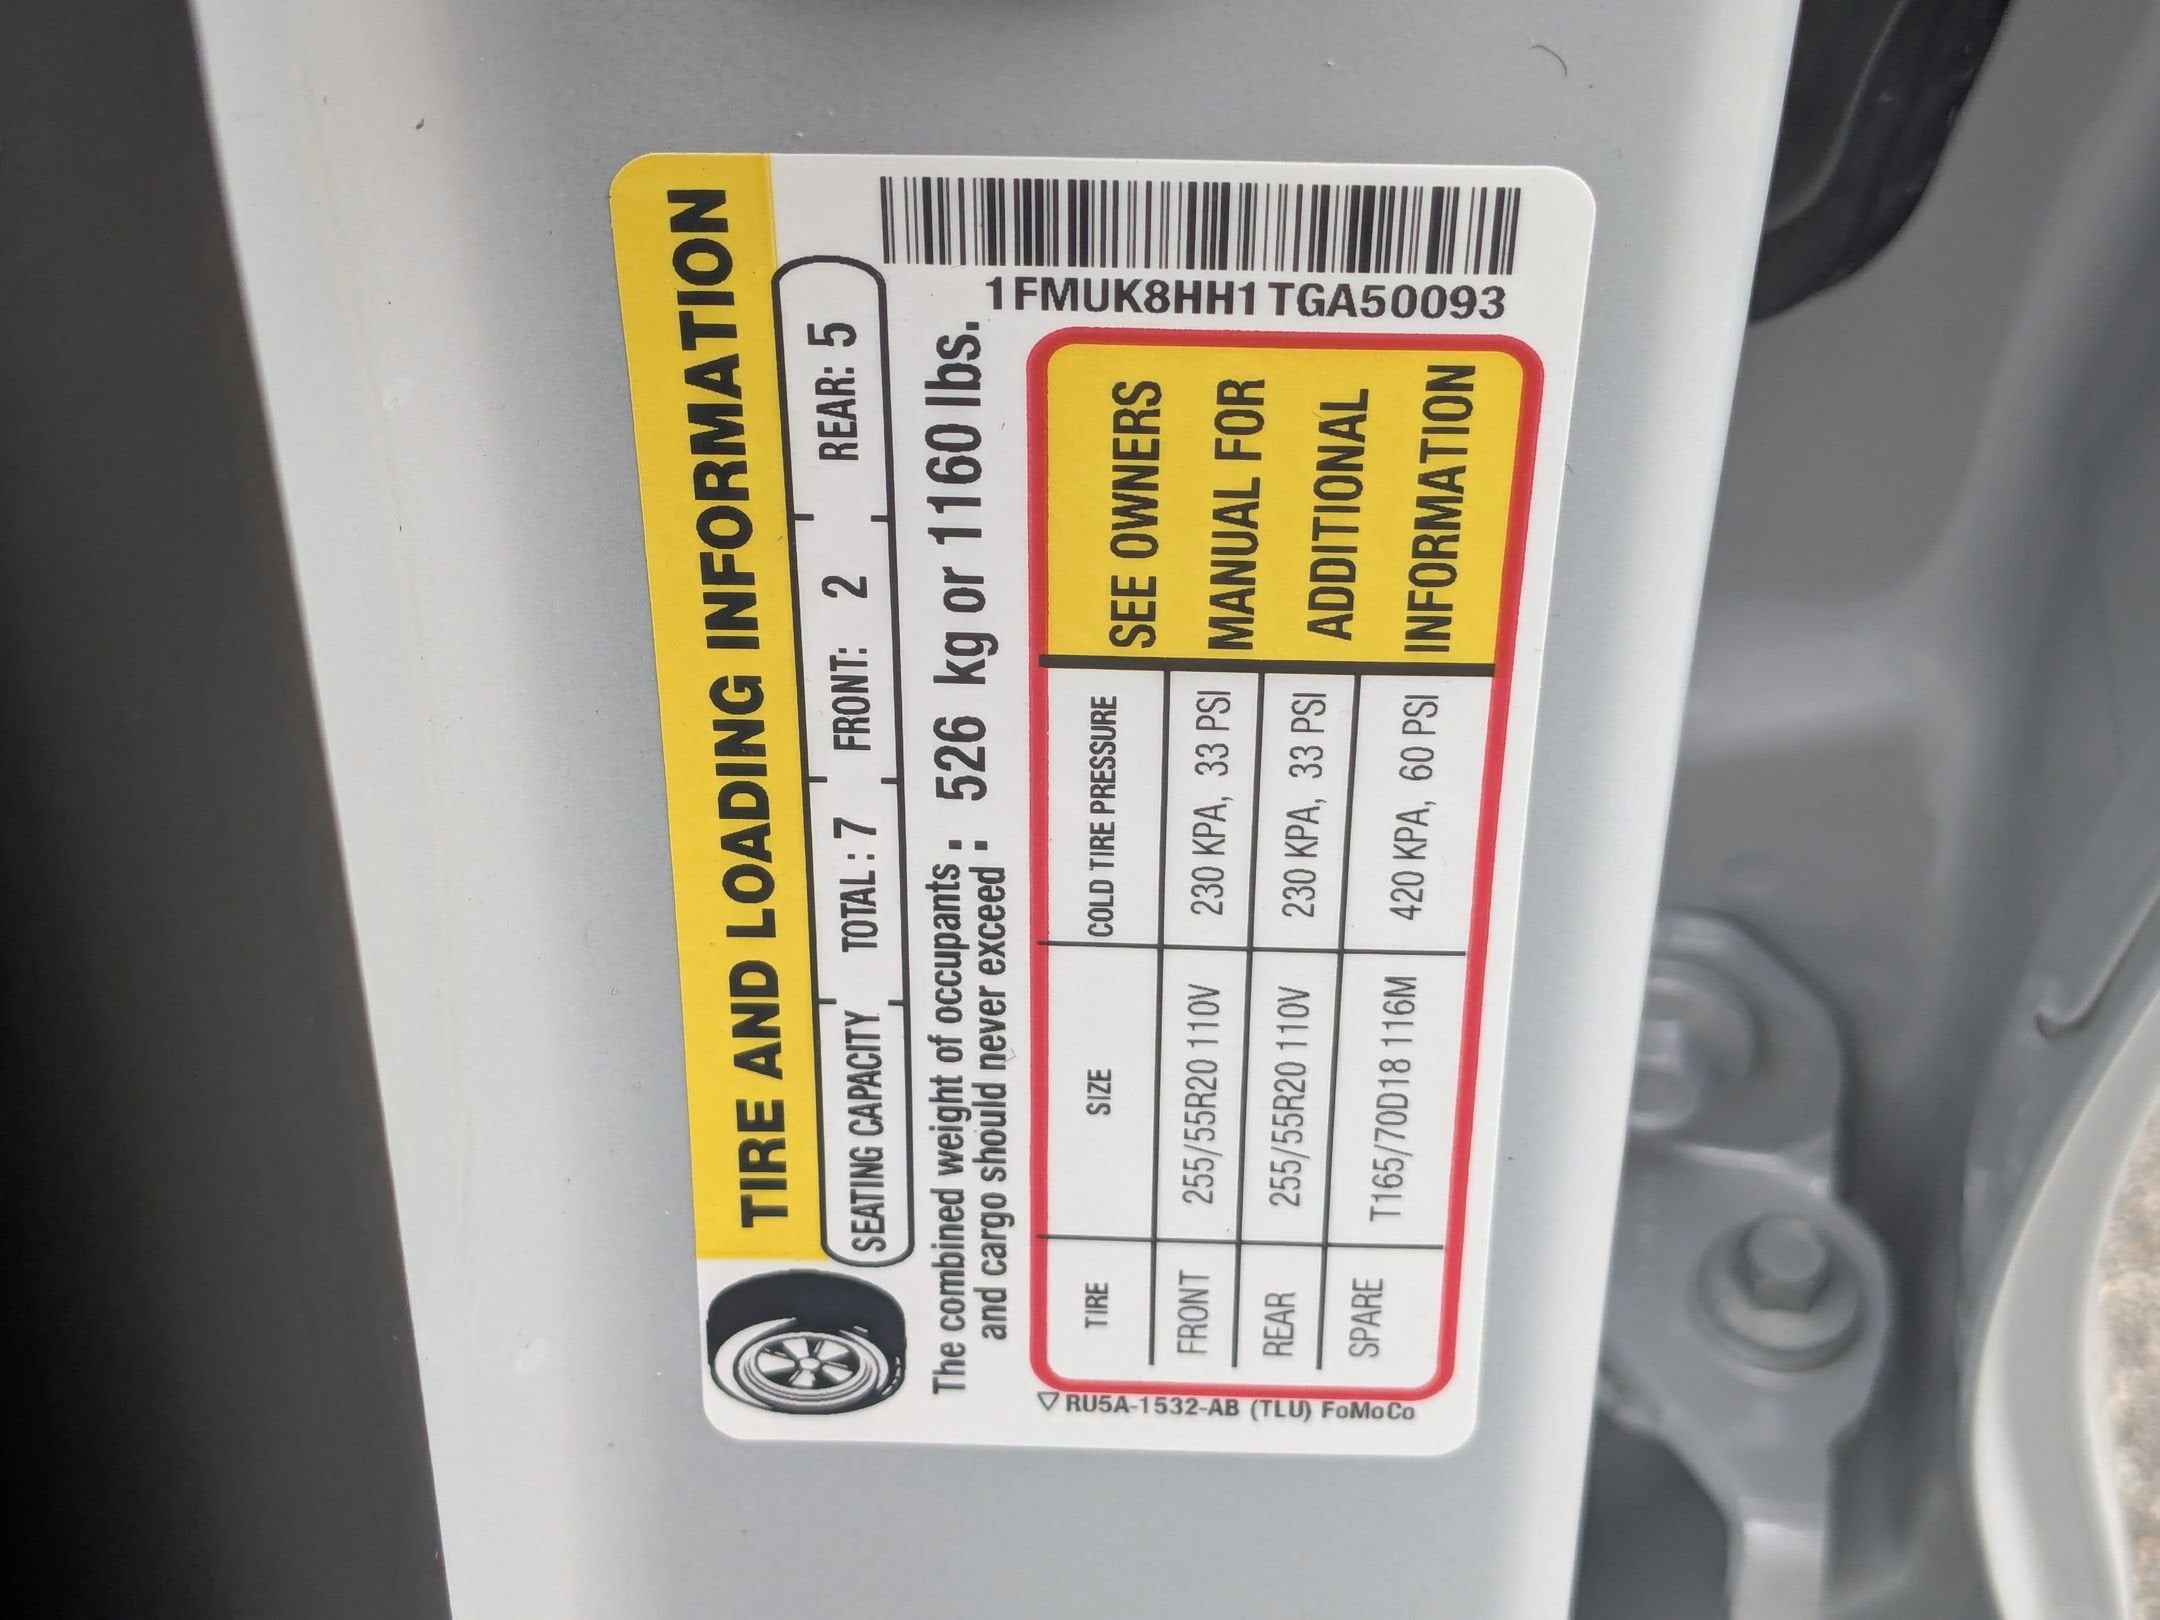 TIRE AND LOADING INFORMATION
SEATING CAPACITY TOTAL : 7 FRONT: 2 REAR: 5
The combined weight of occupants : 526 kg or 1160 lbs.
and cargo should never exceed :
1FMUK8HH1TGA50093
TIRE SIZE COLD TIRE PRESSURE
FRONT 255/55R20 110V 230 KPA, 33 PSI
REAR 255/55R20 110V 230 KPA, 33 PSI
SPARE T165/70D18 116M 420 KPA, 60 PSI
SEE OWNERS
MANUAL FOR
ADDITIONAL
INFORMATION
RU5A-1532-AB (TLU) FoMoCo